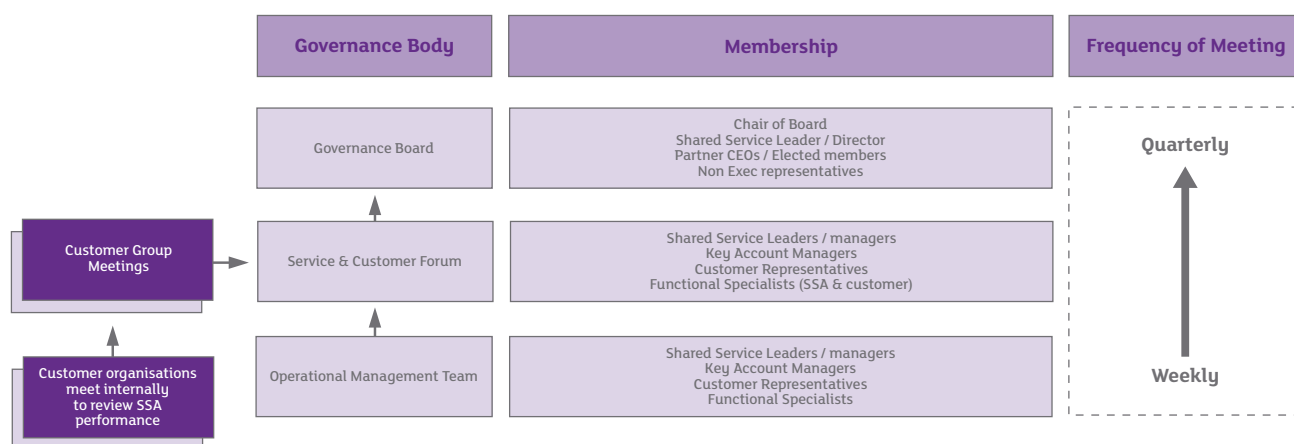 Governance Body
Membership
Frequency of Meeting
Governance Board
Chair of Board
Shared Service Leader / Director
Partner CEOs / Elected members
Non Exec representatives
Quarterly
Customer Group
Meetings
Service & Customer Forum
Shared Service Leaders / managers
Key Account Managers
Customer Representatives
Functional Specialists (SSA & customer)
Customer organisations
meet internally
to review SSA
performance
Operational Management Team
Shared Service Leaders / managers
Key Account Managers
Customer Representatives
Functional Specialists
Weekly